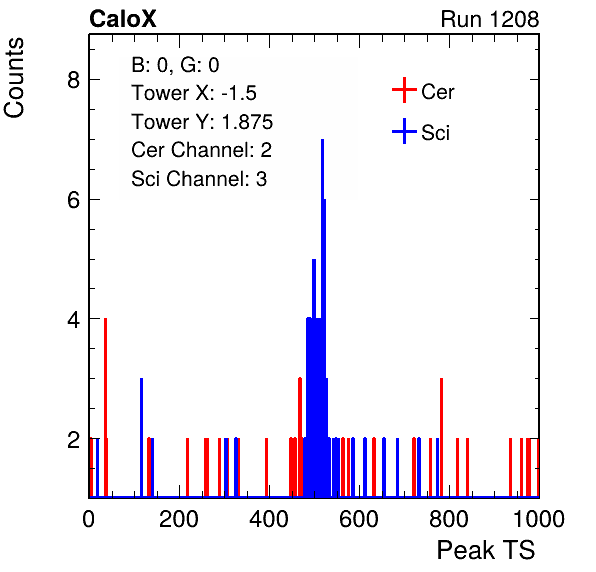 CaloX Run 1208
Counts
B: 0, G: 0
Tower X: -1.5
Tower Y: 1.875
Cer Channel: 2
Sci Channel: 3
Cer
Sci
8
6
4
2
0 200 400 600 800 1000
Peak TS